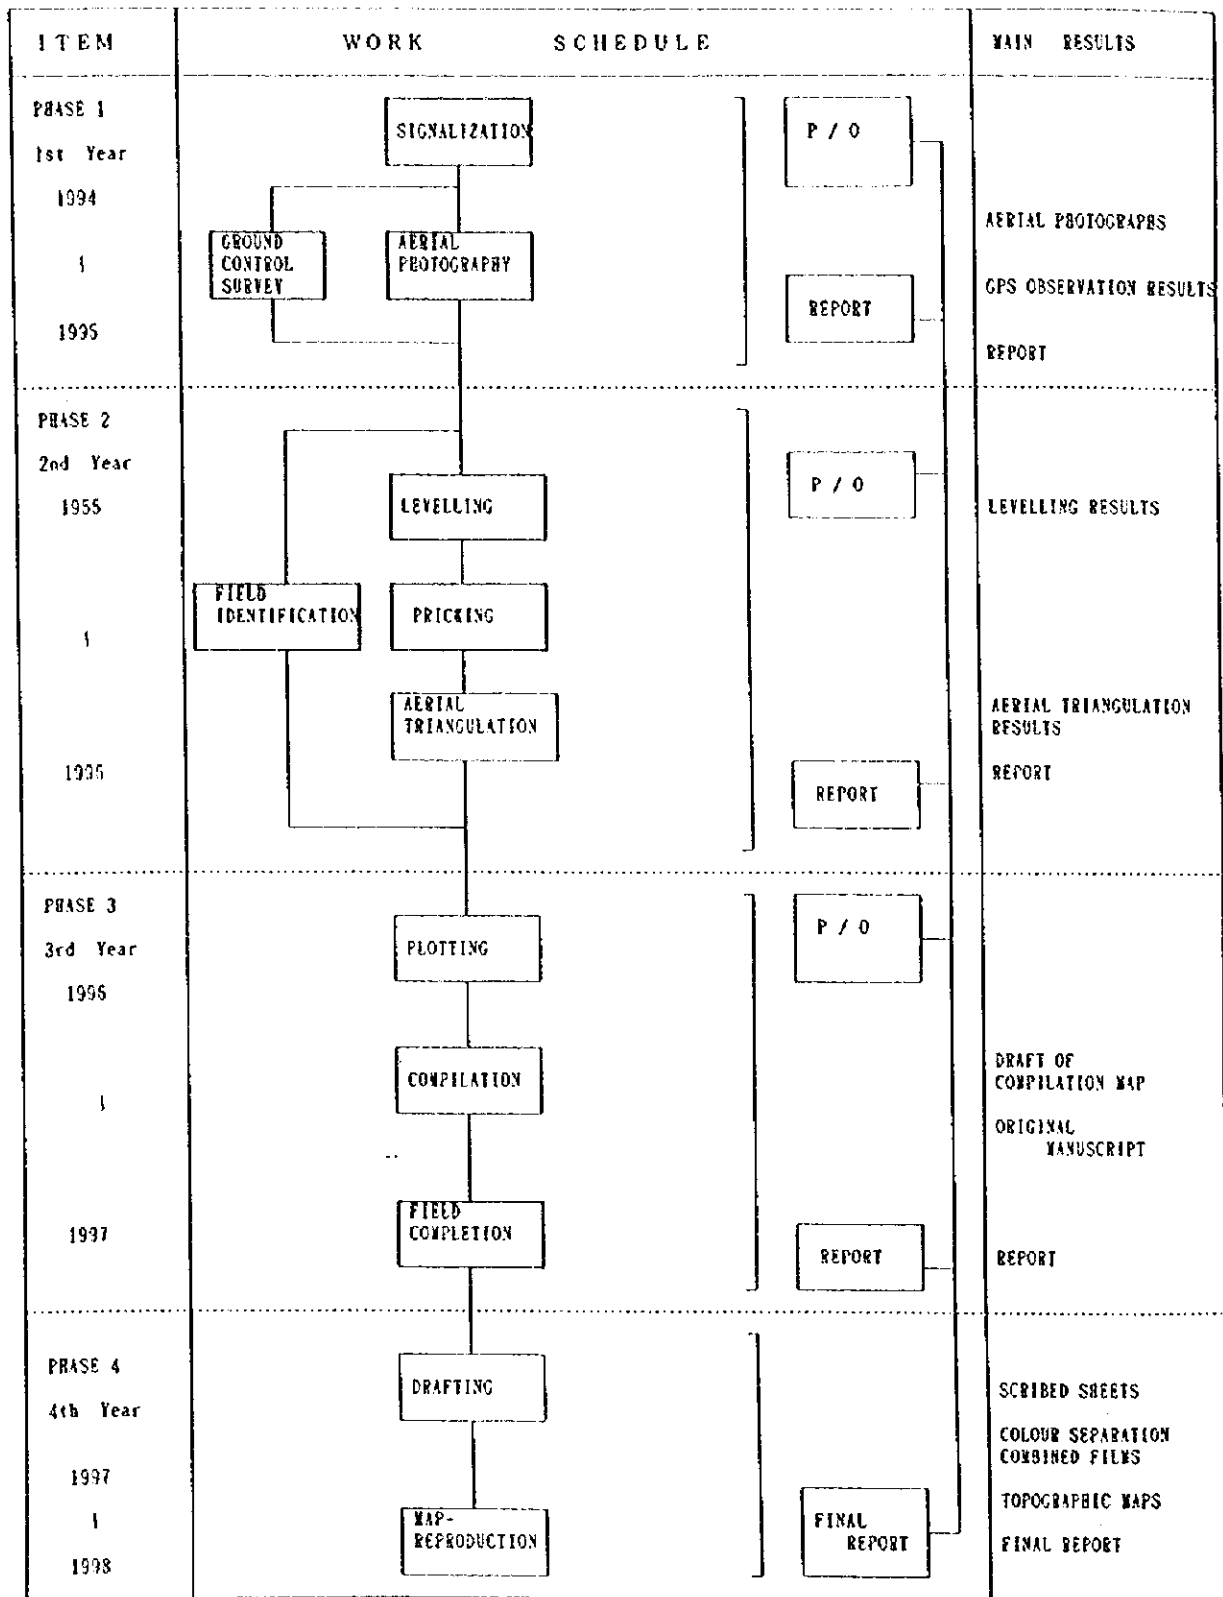 ITEM WORK SCHEDULE MAIN RESULTS
PHASE 1
1st Year
1994
1995
SIGNALIZATION
GROUND
CONTROL
SURVEY
AERIAL
PHOTOGRAPHY
P / O
REPORT
AERIAL PHOTOGRAPHS
GPS OBSERVATION RESULTS
REPORT
PHASE 2
2nd Year
1955
1995
LEVELLING
FIELD
IDENTIFICATION
PRICKING
AERIAL
TRIANGULATION
P / O
REPORT
LEVELLING RESULTS
AERIAL TRIANGULATION
RESULTS
REPORT
PHASE 3
3rd Year
1996
1997
PLOTTING
COMPILATION
FIELD
COMPLETION
P / O
REPORT
DRAFT OF
COMPILATION MAP
ORIGINAL
MANUSCRIPT
REPORT
PHASE 4
4th Year
1997
1998
DRAFTING
MAP-
REPRODUCTION
FINAL
REPORT
SCRIBED SHEETS
COLOUR SEPARATION
COMBINED FILMS
TOPOGRAPHIC MAPS
FINAL REPORT